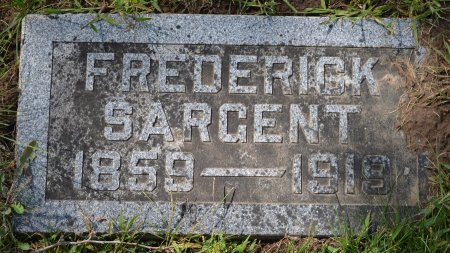 FREDERICK
SARGENT
1859 — 1919